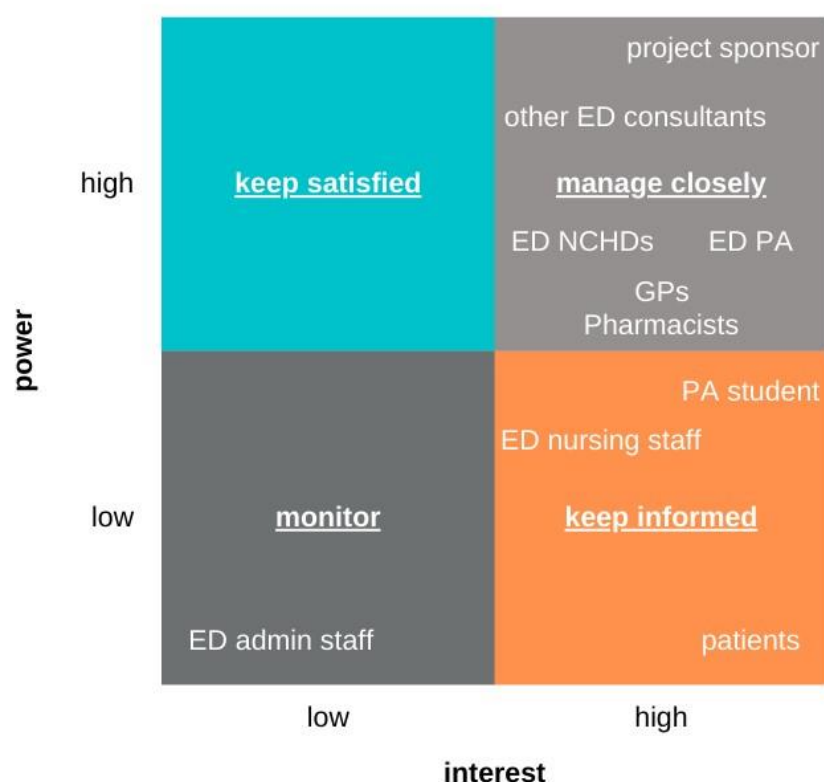 project sponsor
other ED consultants
high
keep satisfied
manage closely
ED NCHDs
ED PA
GPs
Pharmacists
power
PA student
ED nursing staff
low
monitor
keep informed
ED admin staff
patients
low
high
interest